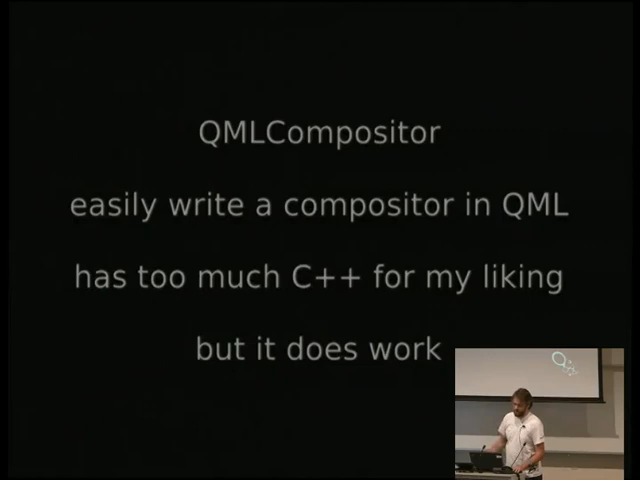 QMLCompositor
easily write a compositor in QML
has too much C++ for my liking
but it does work